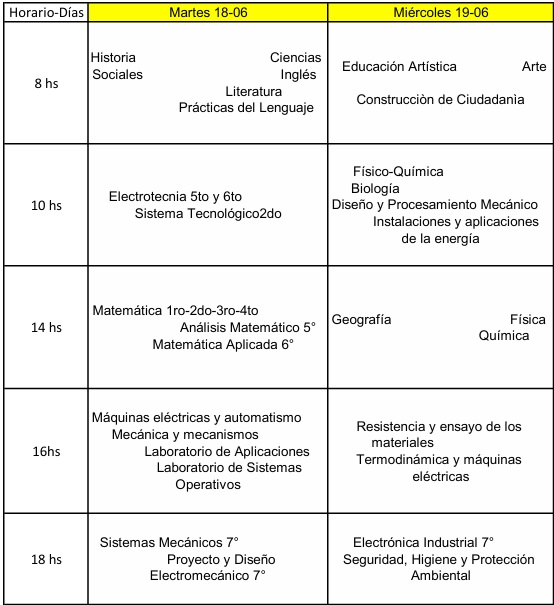 Horario-Días Martes 18-06 Miércoles 19-06
8 hs
Historia Ciencias
Sociales Inglés
Literatura
Prácticas del Lenguaje
Educación Artística Arte
Construcciòn de Ciudadanìa
10 hs
Electrotecnia 5to y 6to
Sistema Tecnológico2do
Físico-Química
Biología
Diseño y Procesamiento Mecánico
Instalaciones y aplicaciones
de la energía
14 hs
Matemática 1ro-2do-3ro-4to
Análisis Matemático 5°
Matemática Aplicada 6°
Geografía Física
Química
16hs
Máquinas eléctricas y automatismo
Mecánica y mecanismos
Laboratorio de Aplicaciones
Laboratorio de Sistemas
Operativos
Resistencia y ensayo de los
materiales
Termodinámica y máquinas
eléctricas
18 hs
Sistemas Mecánicos 7°
Proyecto y Diseño
Electromecánico 7°
Electrónica Industrial 7°
Seguridad, Higiene y Protección
Ambiental